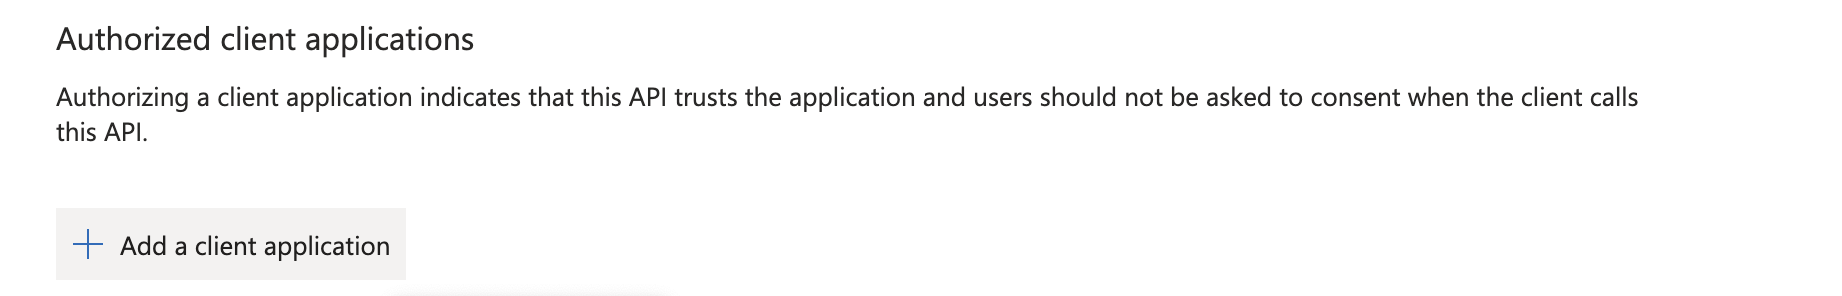 Authorized client applications
Authorizing a client application indicates that this API trusts the application and users should not be asked to consent when the client calls
this API.
Add a client application